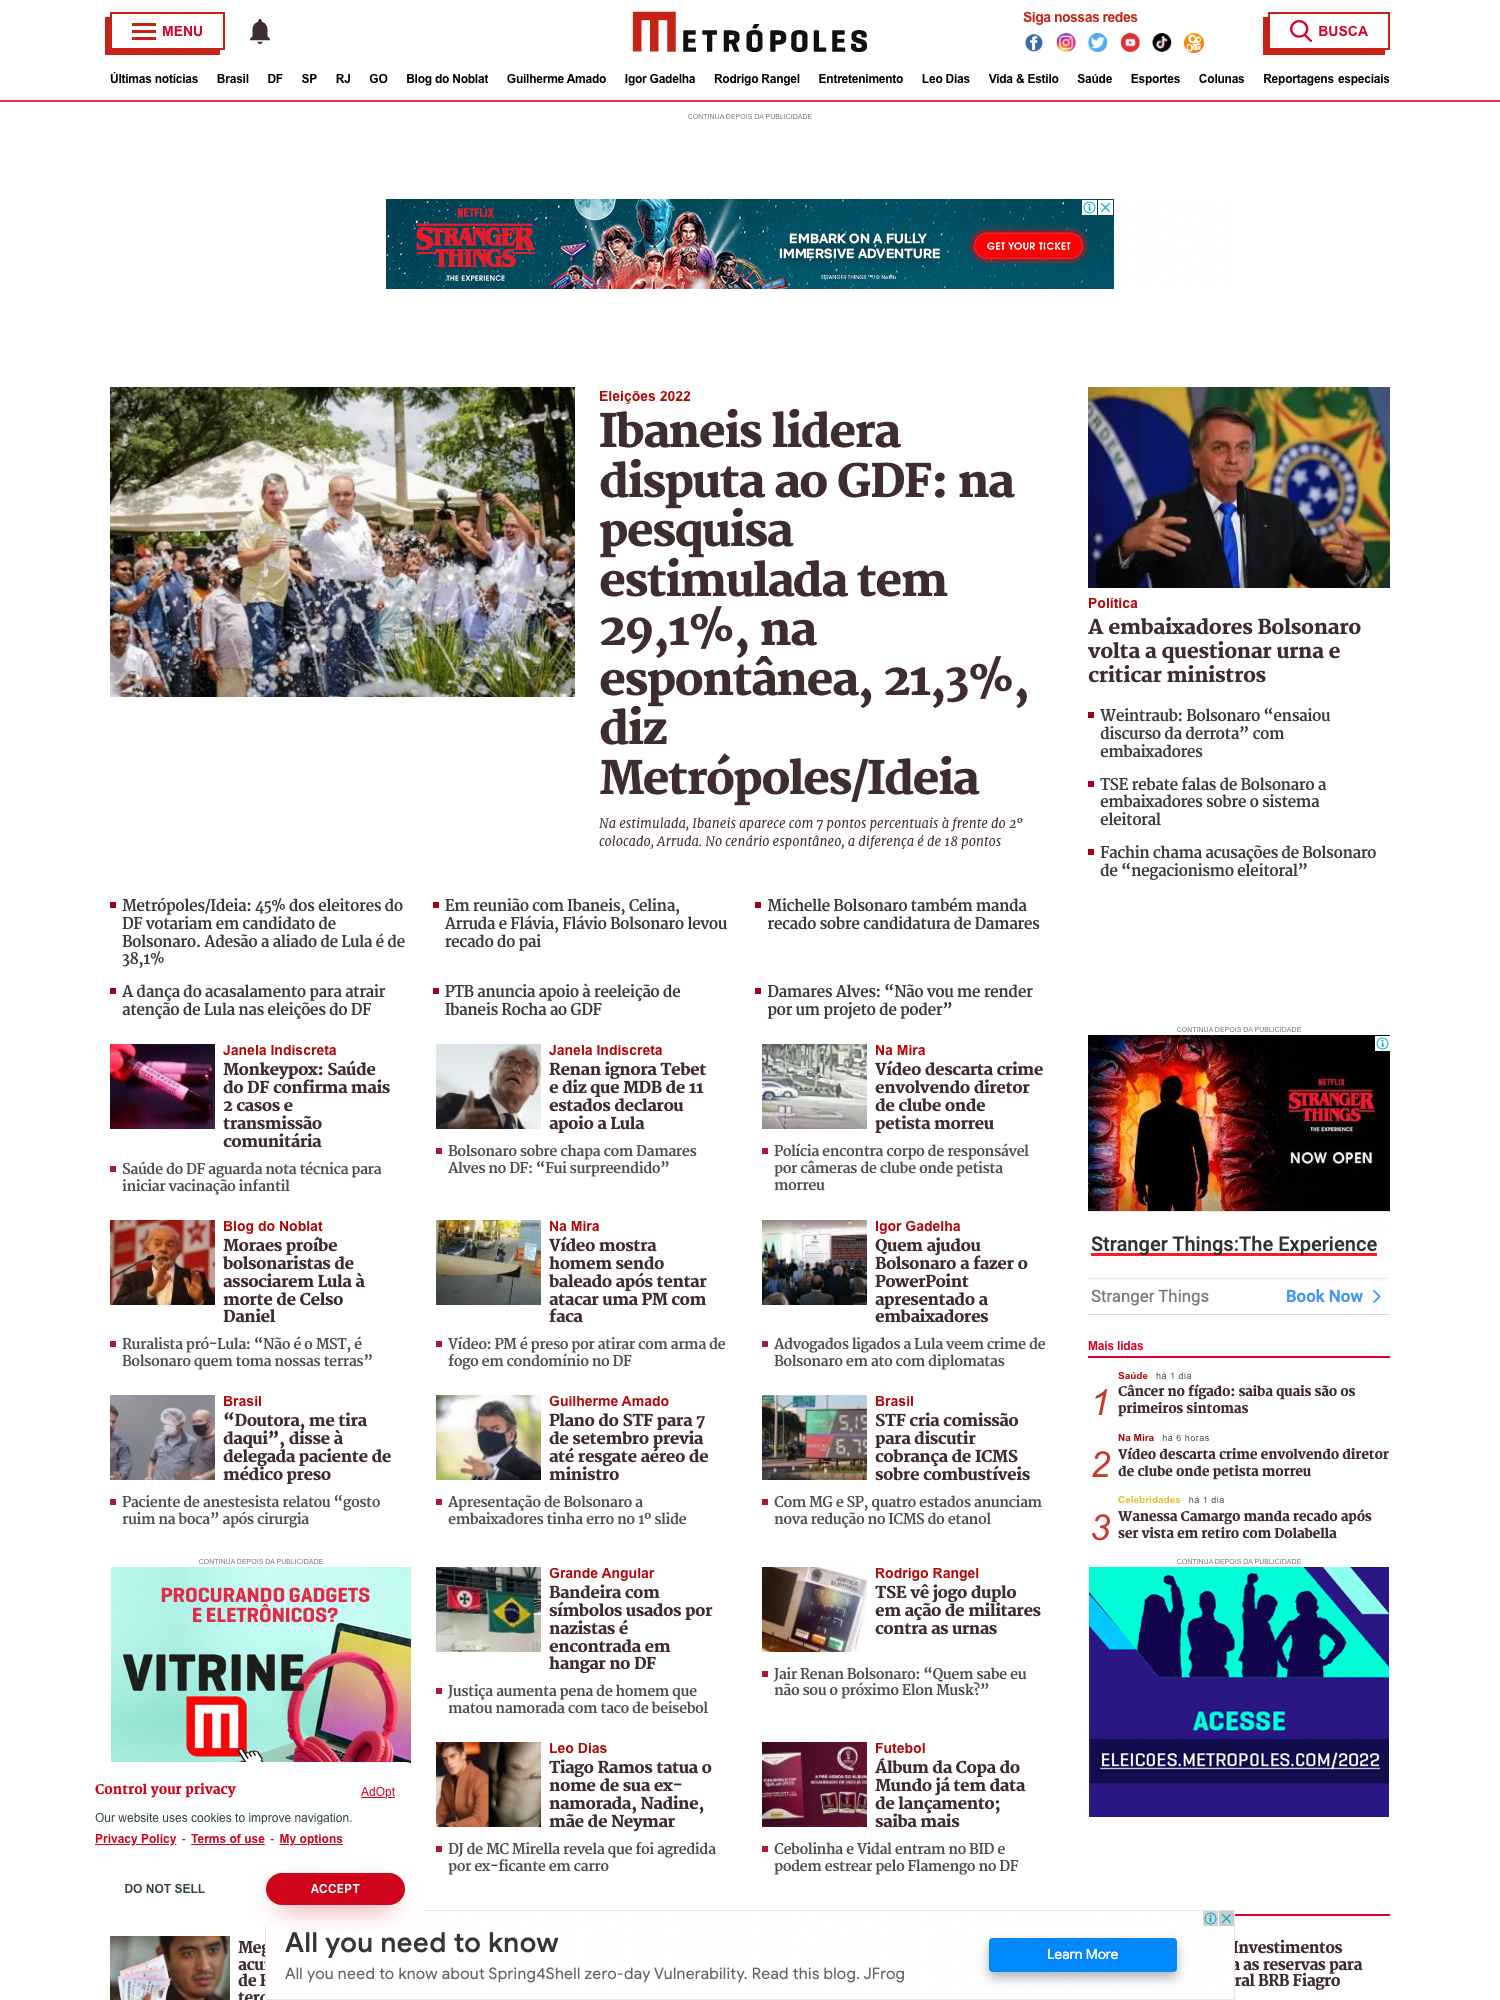 MENU
METRÓPOLES
Siga nossas redes
BUSCA
Últimas notícias Brasil DF SP RJ GO Blog do Noblat Guilherme Amado Igor Gadelha Rodrigo Rangel Entretenimento Leo Dias Vida & Estilo Saúde Esportes Colunas Reportagens especiais
CONTINUA DEPOIS DA PUBLICIDADE
NETFLIX
STRANGER
THINGS
THE EXPERIENCE
EMBARK ON A FULLY
IMMERSIVE ADVENTURE
STRANGER THINGS ™/© Netflix
GET YOUR TICKET
Eleições 2022
Ibaneis lidera
disputa ao GDF: na
pesquisa
estimulada tem
29,1%, na
espontânea, 21,3%,
diz
Metrópoles/Ideia
Na estimulada, Ibaneis aparece com 7 pontos percentuais à frente do 2º
colocado, Arruda. No cenário espontâneo, a diferença é de 18 pontos
Política
A embaixadores Bolsonaro
volta a questionar urna e
criticar ministros
Weintraub: Bolsonaro “ensaiou
discurso da derrota” com
embaixadores
TSE rebate falas de Bolsonaro a
embaixadores sobre o sistema
eleitoral
Fachin chama acusações de Bolsonaro
de “negacionismo eleitoral”
Metrópoles/Ideia: 45% dos eleitores do
DF votariam em candidato de
Bolsonaro. Adesão a aliado de Lula é de
38,1%
Em reunião com Ibaneis, Celina,
Arruda e Flávia, Flávio Bolsonaro levou
recado do pai
Michelle Bolsonaro também manda
recado sobre candidatura de Damares
A dança do acasalamento para atrair
atenção de Lula nas eleições do DF
PTB anuncia apoio à reeleição de
Ibaneis Rocha ao GDF
Damares Alves: “Não vou me render
por um projeto de poder”
Janela Indiscreta
Monkeypox: Saúde
do DF confirma mais
2 casos e
transmissão
comunitária
Saúde do DF aguarda nota técnica para
iniciar vacinação infantil
Janela Indiscreta
Renan ignora Tebet
e diz que MDB de 11
estados declarou
apoio a Lula
Bolsonaro sobre chapa com Damares
Alves no DF: “Fui surpreendido”
Na Mira
Vídeo descarta crime
envolvendo diretor
de clube onde
petista morreu
Polícia encontra corpo de responsável
por câmeras de clube onde petista
morreu
CONTINUA DEPOIS DA PUBLICIDADE
NETFLIX
STRANGER
THINGS
THE EXPERIENCE
NOW OPEN
Stranger Things:The Experience
Stranger Things
Book Now
Blog do Noblat
Moraes proíbe
bolsonaristas de
associarem Lula à
morte de Celso
Daniel
Ruralista pró-Lula: “Não é o MST, é
Bolsonaro quem toma nossas terras”
Na Mira
Vídeo mostra
homem sendo
baleado após tentar
atacar uma PM com
faca
Vídeo: PM é preso por atirar com arma de
fogo em condomínio no DF
Igor Gadelha
Quem ajudou
Bolsonaro a fazer o
PowerPoint
apresentado a
embaixadores
Advogados ligados a Lula veem crime de
Bolsonaro em ato com diplomatas
Mais lidas
1
Saúde há 1 dia
Câncer no fígado: saiba quais são os
primeiros sintomas
2
Na Mira há 6 horas
Vídeo descarta crime envolvendo diretor
de clube onde petista morreu
3
Celebridades há 1 dia
Wanessa Camargo manda recado após
ser vista em retiro com Dolabella
Brasil
“Doutora, me tira
daqui”, disse à
delegada paciente de
médico preso
Paciente de anestesista relatou “gosto
ruim na boca” após cirurgia
Guilherme Amado
Plano do STF para 7
de setembro previa
até resgate aéreo de
ministro
Apresentação de Bolsonaro a
embaixadores tinha erro no 1º slide
Brasil
STF cria comissão
para discutir
cobrança de ICMS
sobre combustíveis
Com MG e SP, quatro estados anunciam
nova redução no ICMS do etanol
CONTINUA DEPOIS DA PUBLICIDADE
PROCURANDO GADGETS
E ELETRÔNICOS?
VITRINE
M
Grande Angular
Bandeira com
símbolos usados por
nazistas é
encontrada em
hangar no DF
Justiça aumenta pena de homem que
matou namorada com taco de beisebol
Rodrigo Rangel
TSE vê jogo duplo
em ação de militares
contra as urnas
Jair Renan Bolsonaro: “Quem sabe eu
não sou o próximo Elon Musk?”
CONTINUA DEPOIS DA PUBLICIDADE
ACESSE
ELEICOES.METROPOLES.COM/2022
Leo Dias
Tiago Ramos tatua o
nome de sua ex-
namorada, Nadine,
mãe de Neymar
DJ de MC Mirella revela que foi agredida
por ex-ficante em carro
Futebol
Álbum da Copa do
Mundo já tem data
de lançamento;
saiba mais
Cebolinha e Vidal entram no BID e
podem estrear pelo Flamengo no DF
Control your privacy
AdOpt
Our website uses cookies to improve navigation.
Privacy Policy - Terms of use - My options
DO NOT SELL
ACCEPT
All you need to know
All you need to know about Spring4Shell zero-day Vulnerability. Read this blog. JFrog
Learn More
Investimentos
a as reservas para
ral BRB Fiagro